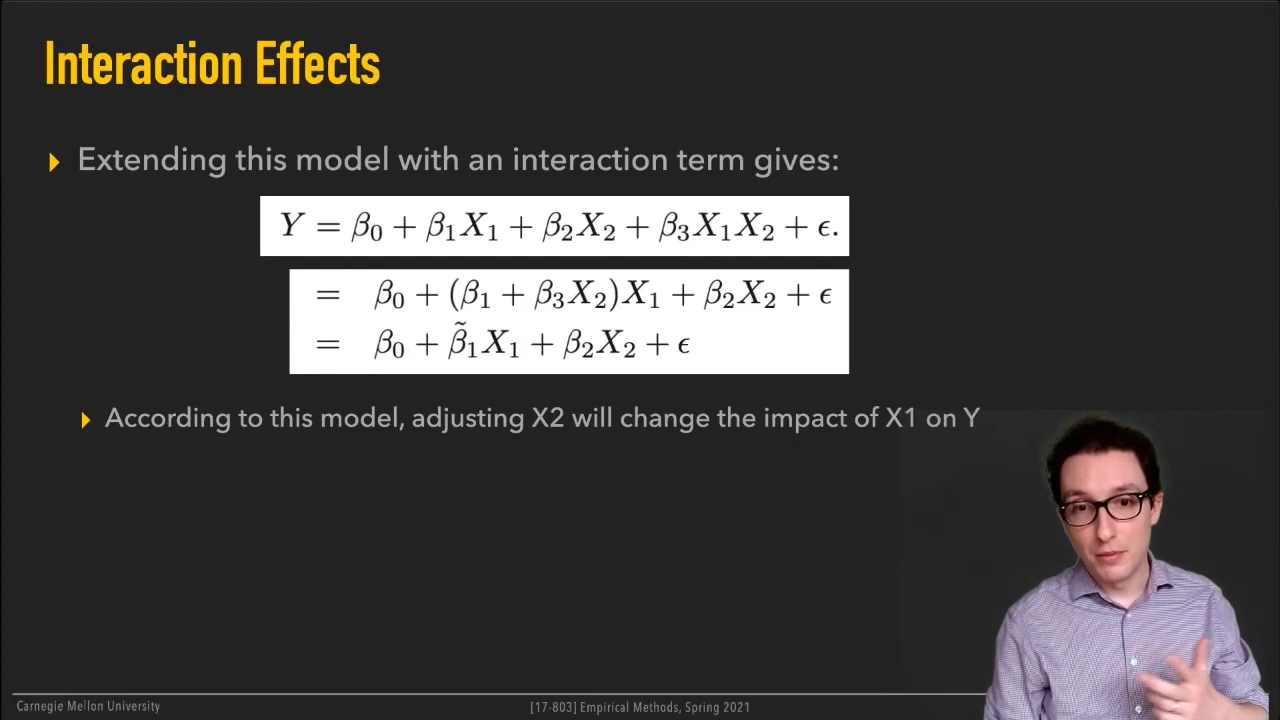 Interaction Effects
Extending this model with an interaction term gives:
Y = β₀ + β₁X₁ + β₂X₂ + β₃X₁X₂ + ϵ.
= β₀ + (β₁ + β₃X₂)X₁ + β₂X₂ + ϵ
= β₀ + β̃₁X₁ + β₂X₂ + ϵ
According to this model, adjusting X2 will change the impact of X1 on Y
Carnegie Mellon University
[17-803] Empirical Methods, Spring 2021